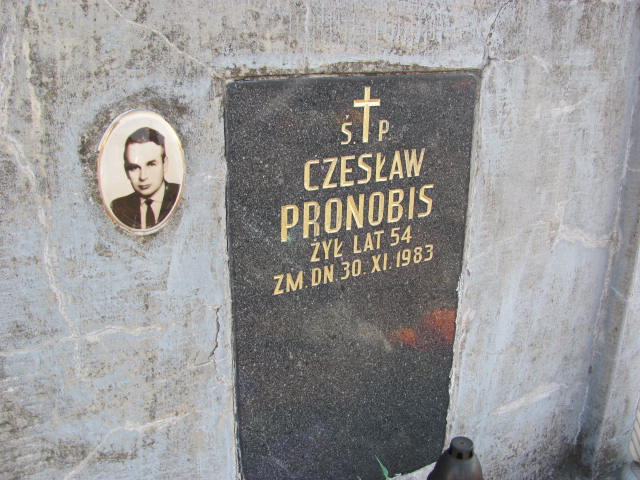 Ś. P
CZESŁAW
PRONOBIS
ŻYŁ LAT 54
ZM. DN. 30. XI. 1983